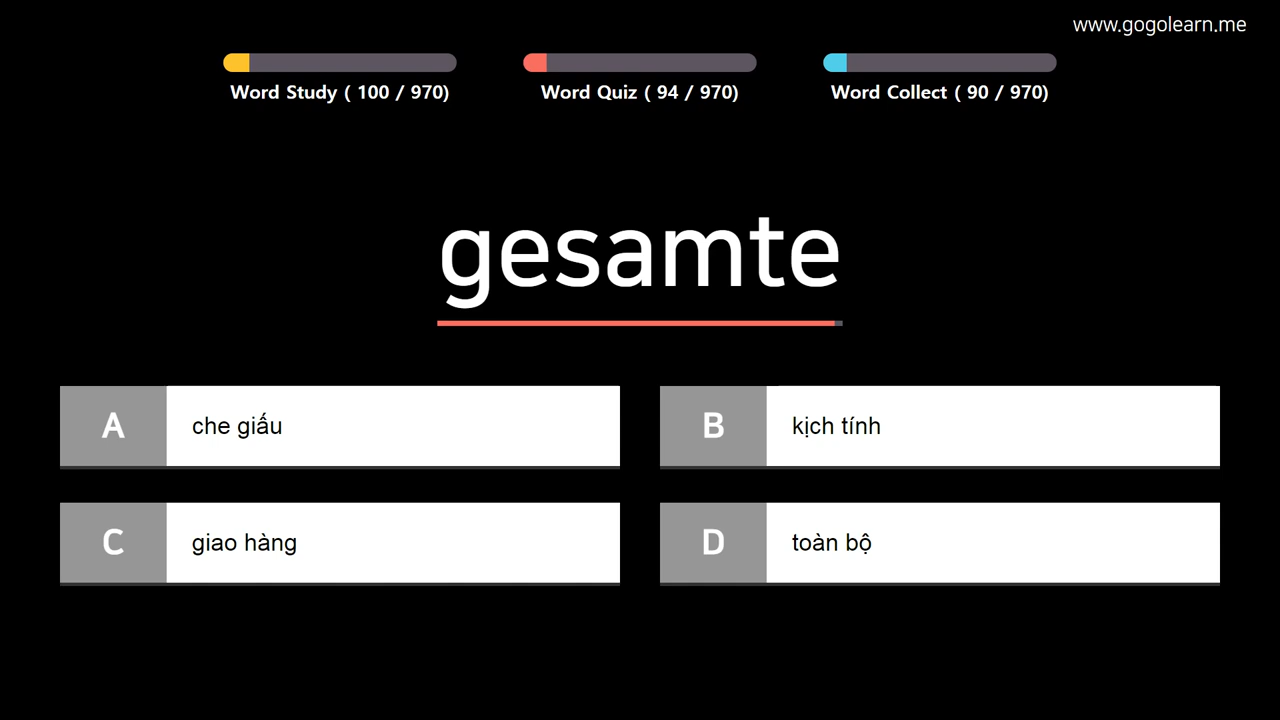 www.gogolearn.me
Word Study ( 100 / 970)
Word Quiz ( 94 / 970)
Word Collect ( 90 / 970)
gesamte
A
che giấu
B
kịch tính
C
giao hàng
D
toàn bộ